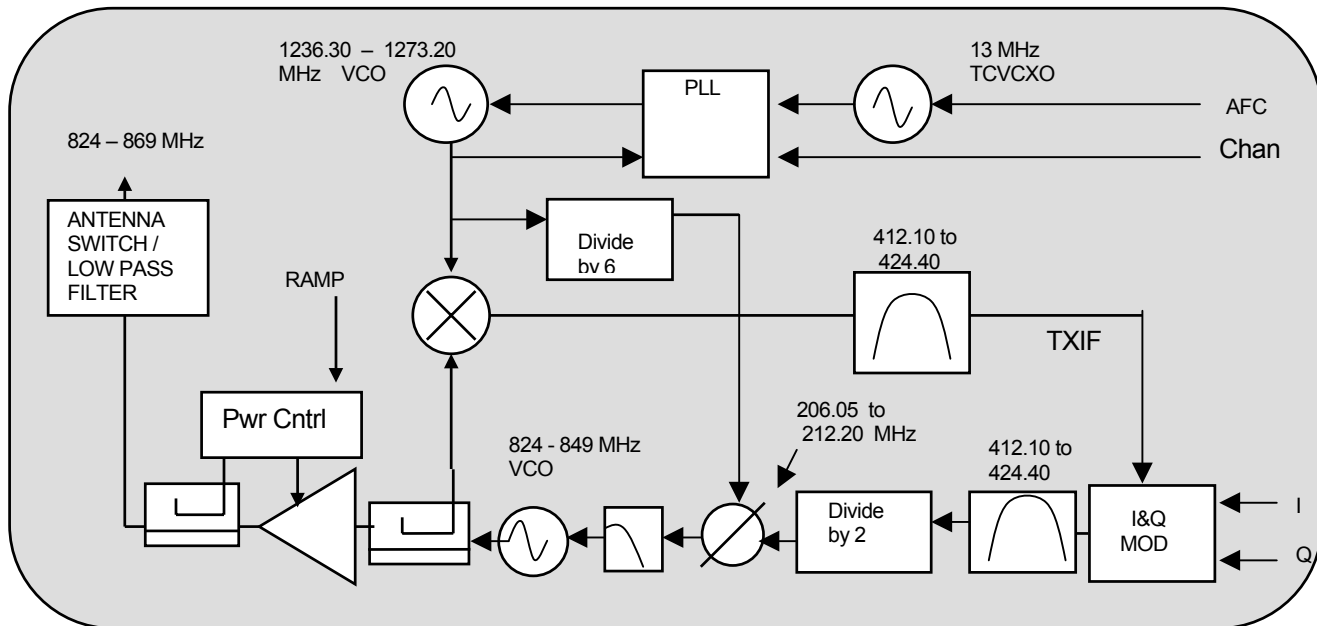 1236.30 – 1273.20
MHz VCO
13 MHz
TCVCXO
PLL
AFC
Chan
824 – 869 MHz
ANTENNA
SWITCH /
LOW PASS
FILTER
Divide
by 6
412.10 to
424.40
RAMP
TXIF
Pwr Cntrl
206.05 to
212.20 MHz
824 - 849 MHz
VCO
412.10 to
424.40
Divide
by 2
I&Q
MOD
I
Q